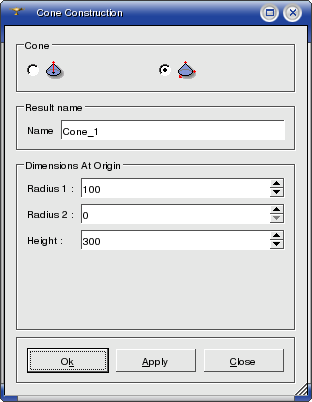 Cone Construction
Cone
Result name
Name Cone_1
Dimensions At Origin
Radius 1 : 100
Radius 2 : 0
Height : 300
Ok Apply Close